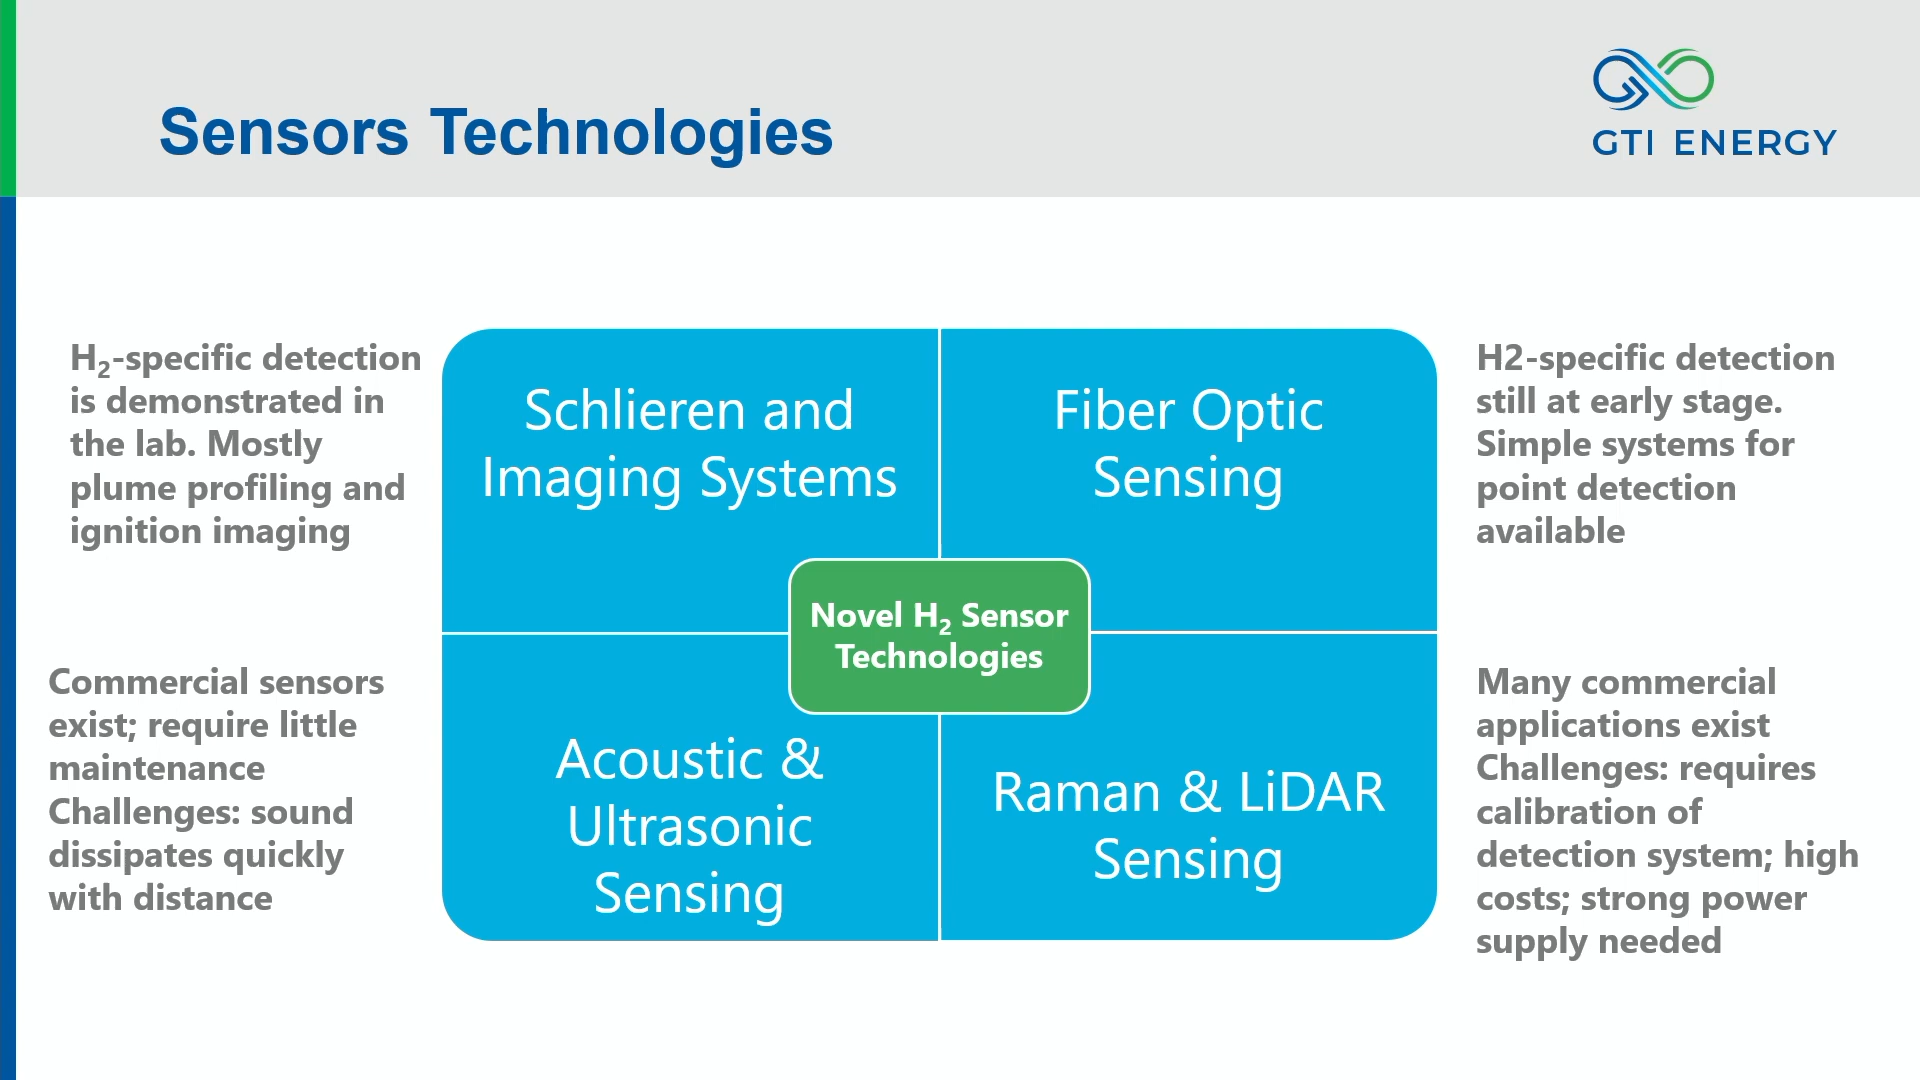 Sensors Technologies
GTI ENERGY
H₂-specific detection
is demonstrated in
the lab. Mostly
plume profiling and
ignition imaging
Schlieren and
Imaging Systems
Fiber Optic
Sensing
H2-specific detection
still at early stage.
Simple systems for
point detection
available
Novel H₂ Sensor
Technologies
Commercial sensors
exist; require little
maintenance
Challenges: sound
dissipates quickly
with distance
Acoustic &
Ultrasonic
Sensing
Raman & LiDAR
Sensing
Many commercial
applications exist
Challenges: requires
calibration of
detection system; high
costs; strong power
supply needed